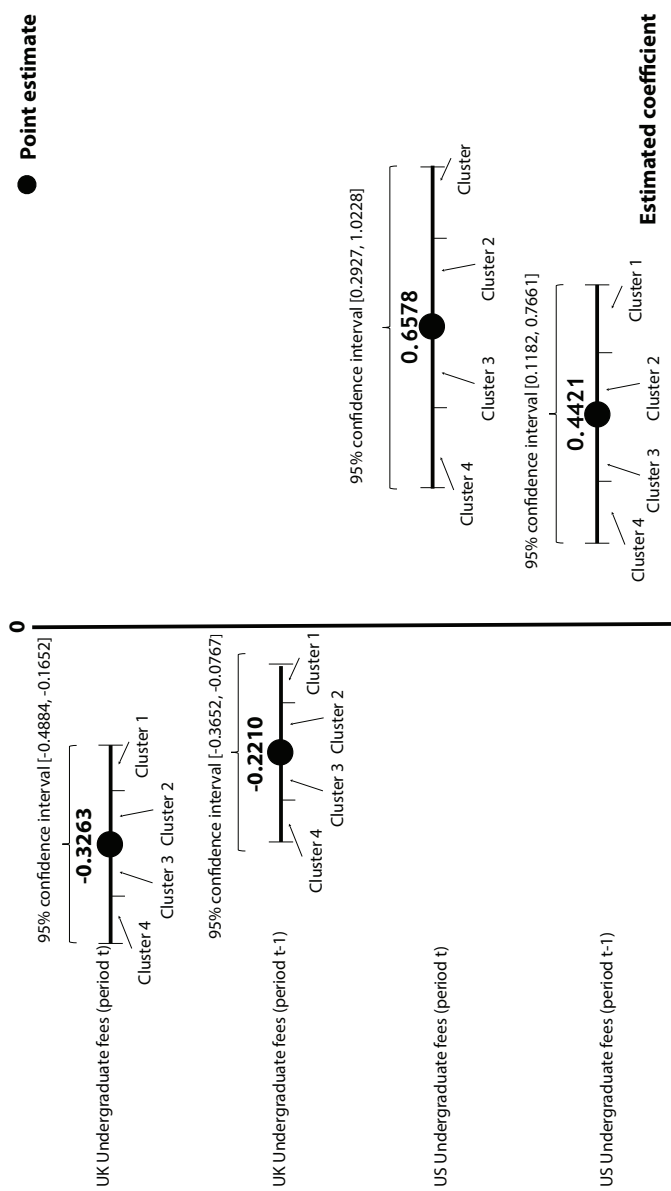 Point estimate
0
95% confidence interval [-0.4884, -0.1652]
-0.3263
UK Undergraduate fees (period t)
Cluster 4
Cluster 3
Cluster 2
Cluster 1
95% confidence interval [-0.3652, -0.0767]
-0.2210
UK Undergraduate fees (period t-1)
Cluster 4
Cluster 3
Cluster 2
Cluster 1
95% confidence interval [0.2927, 1.0228]
0.6578
US Undergraduate fees (period t)
Cluster 4
Cluster 3
Cluster 2
Cluster
95% confidence interval [0.1182, 0.7661]
0.4421
US Undergraduate fees (period t-1)
Cluster 4
Cluster 3
Cluster 2
Cluster 1
Estimated coefficient